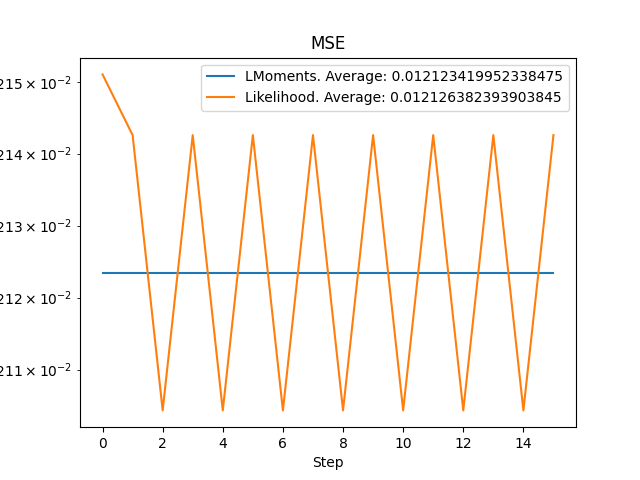 MSE
LMoments. Average: 0.012123419952338475
Likelihood. Average: 0.012126382393903845
215 × 10⁻²
214 × 10⁻²
213 × 10⁻²
212 × 10⁻²
211 × 10⁻²
0 2 4 6 8 10 12 14
Step